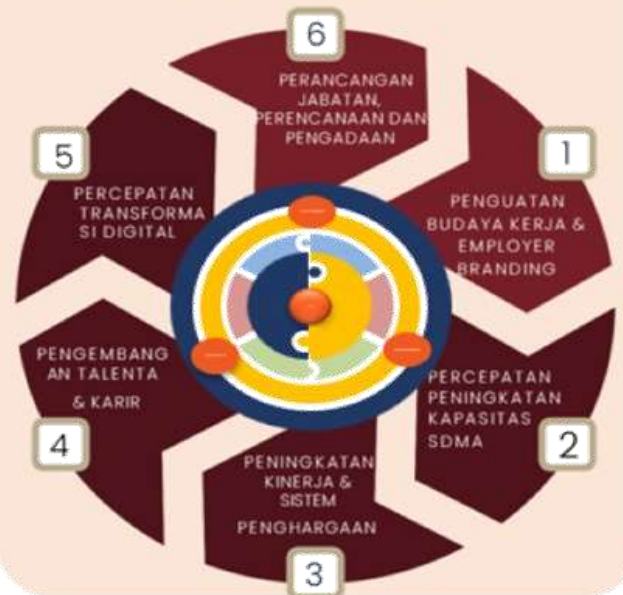 6
PERANCANGAN
JABATAN,
PERENCANAAN DAN
PENGADAAN
1
PENGUATAN
BUDAYA KERJA &
EMPLOYER
BRANDING
2
PERCEPATAN
PENINGKATAN
KAPASITAS
SDMA
3
PENINGKATAN
KINERJA &
SISTEM
PENGHARGAAN
4
PENGEMBANG
AN TALENTA
& KARIR
5
PERCEPATAN
TRANSFORMA
SI DIGITAL